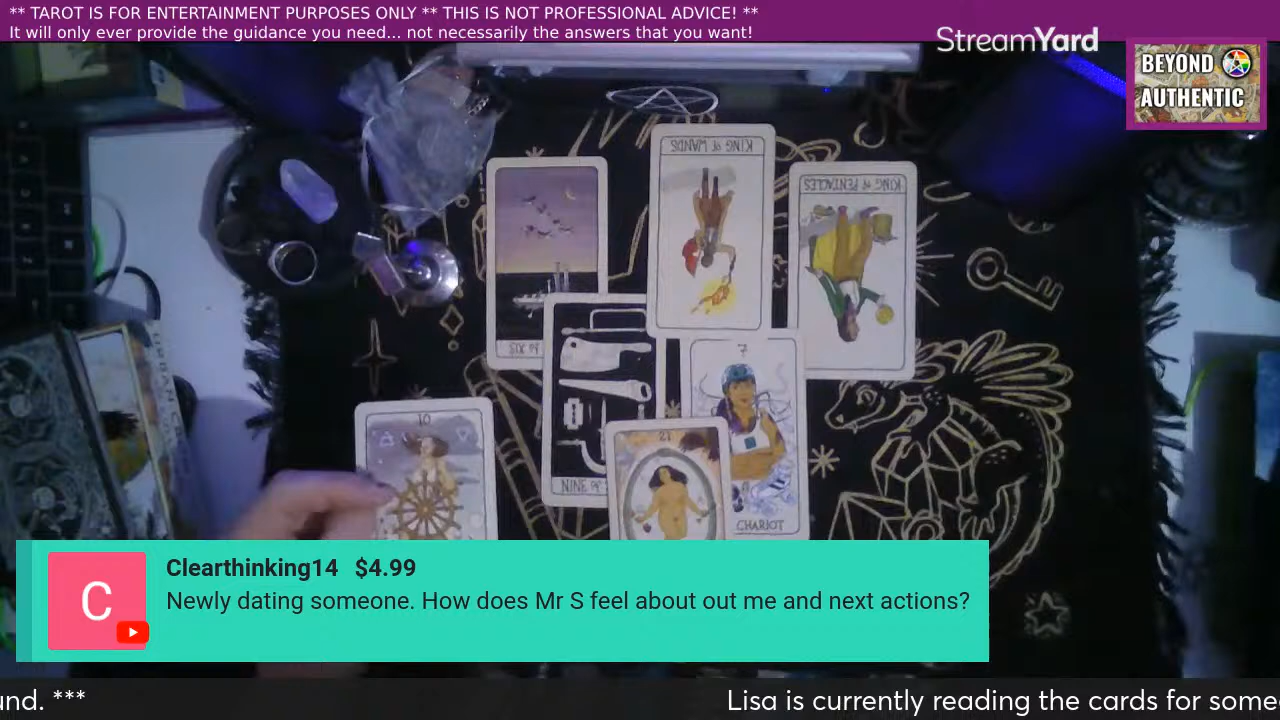 ** TAROT IS FOR ENTERTAINMENT PURPOSES ONLY ** THIS IS NOT PROFESSIONAL ADVICE! **
It will only ever provide the guidance you need... not necessarily the answers that you want!
StreamYard
BEYOND
AUTHENTIC
KING of WANDS
KING of PENTACLES
SIX of
7
10
21
NINE of
CHARIOT
Clearthinking14 $4.99
C
Newly dating someone. How does Mr S feel about out me and next actions?
und. ***
Lisa is currently reading the cards for some